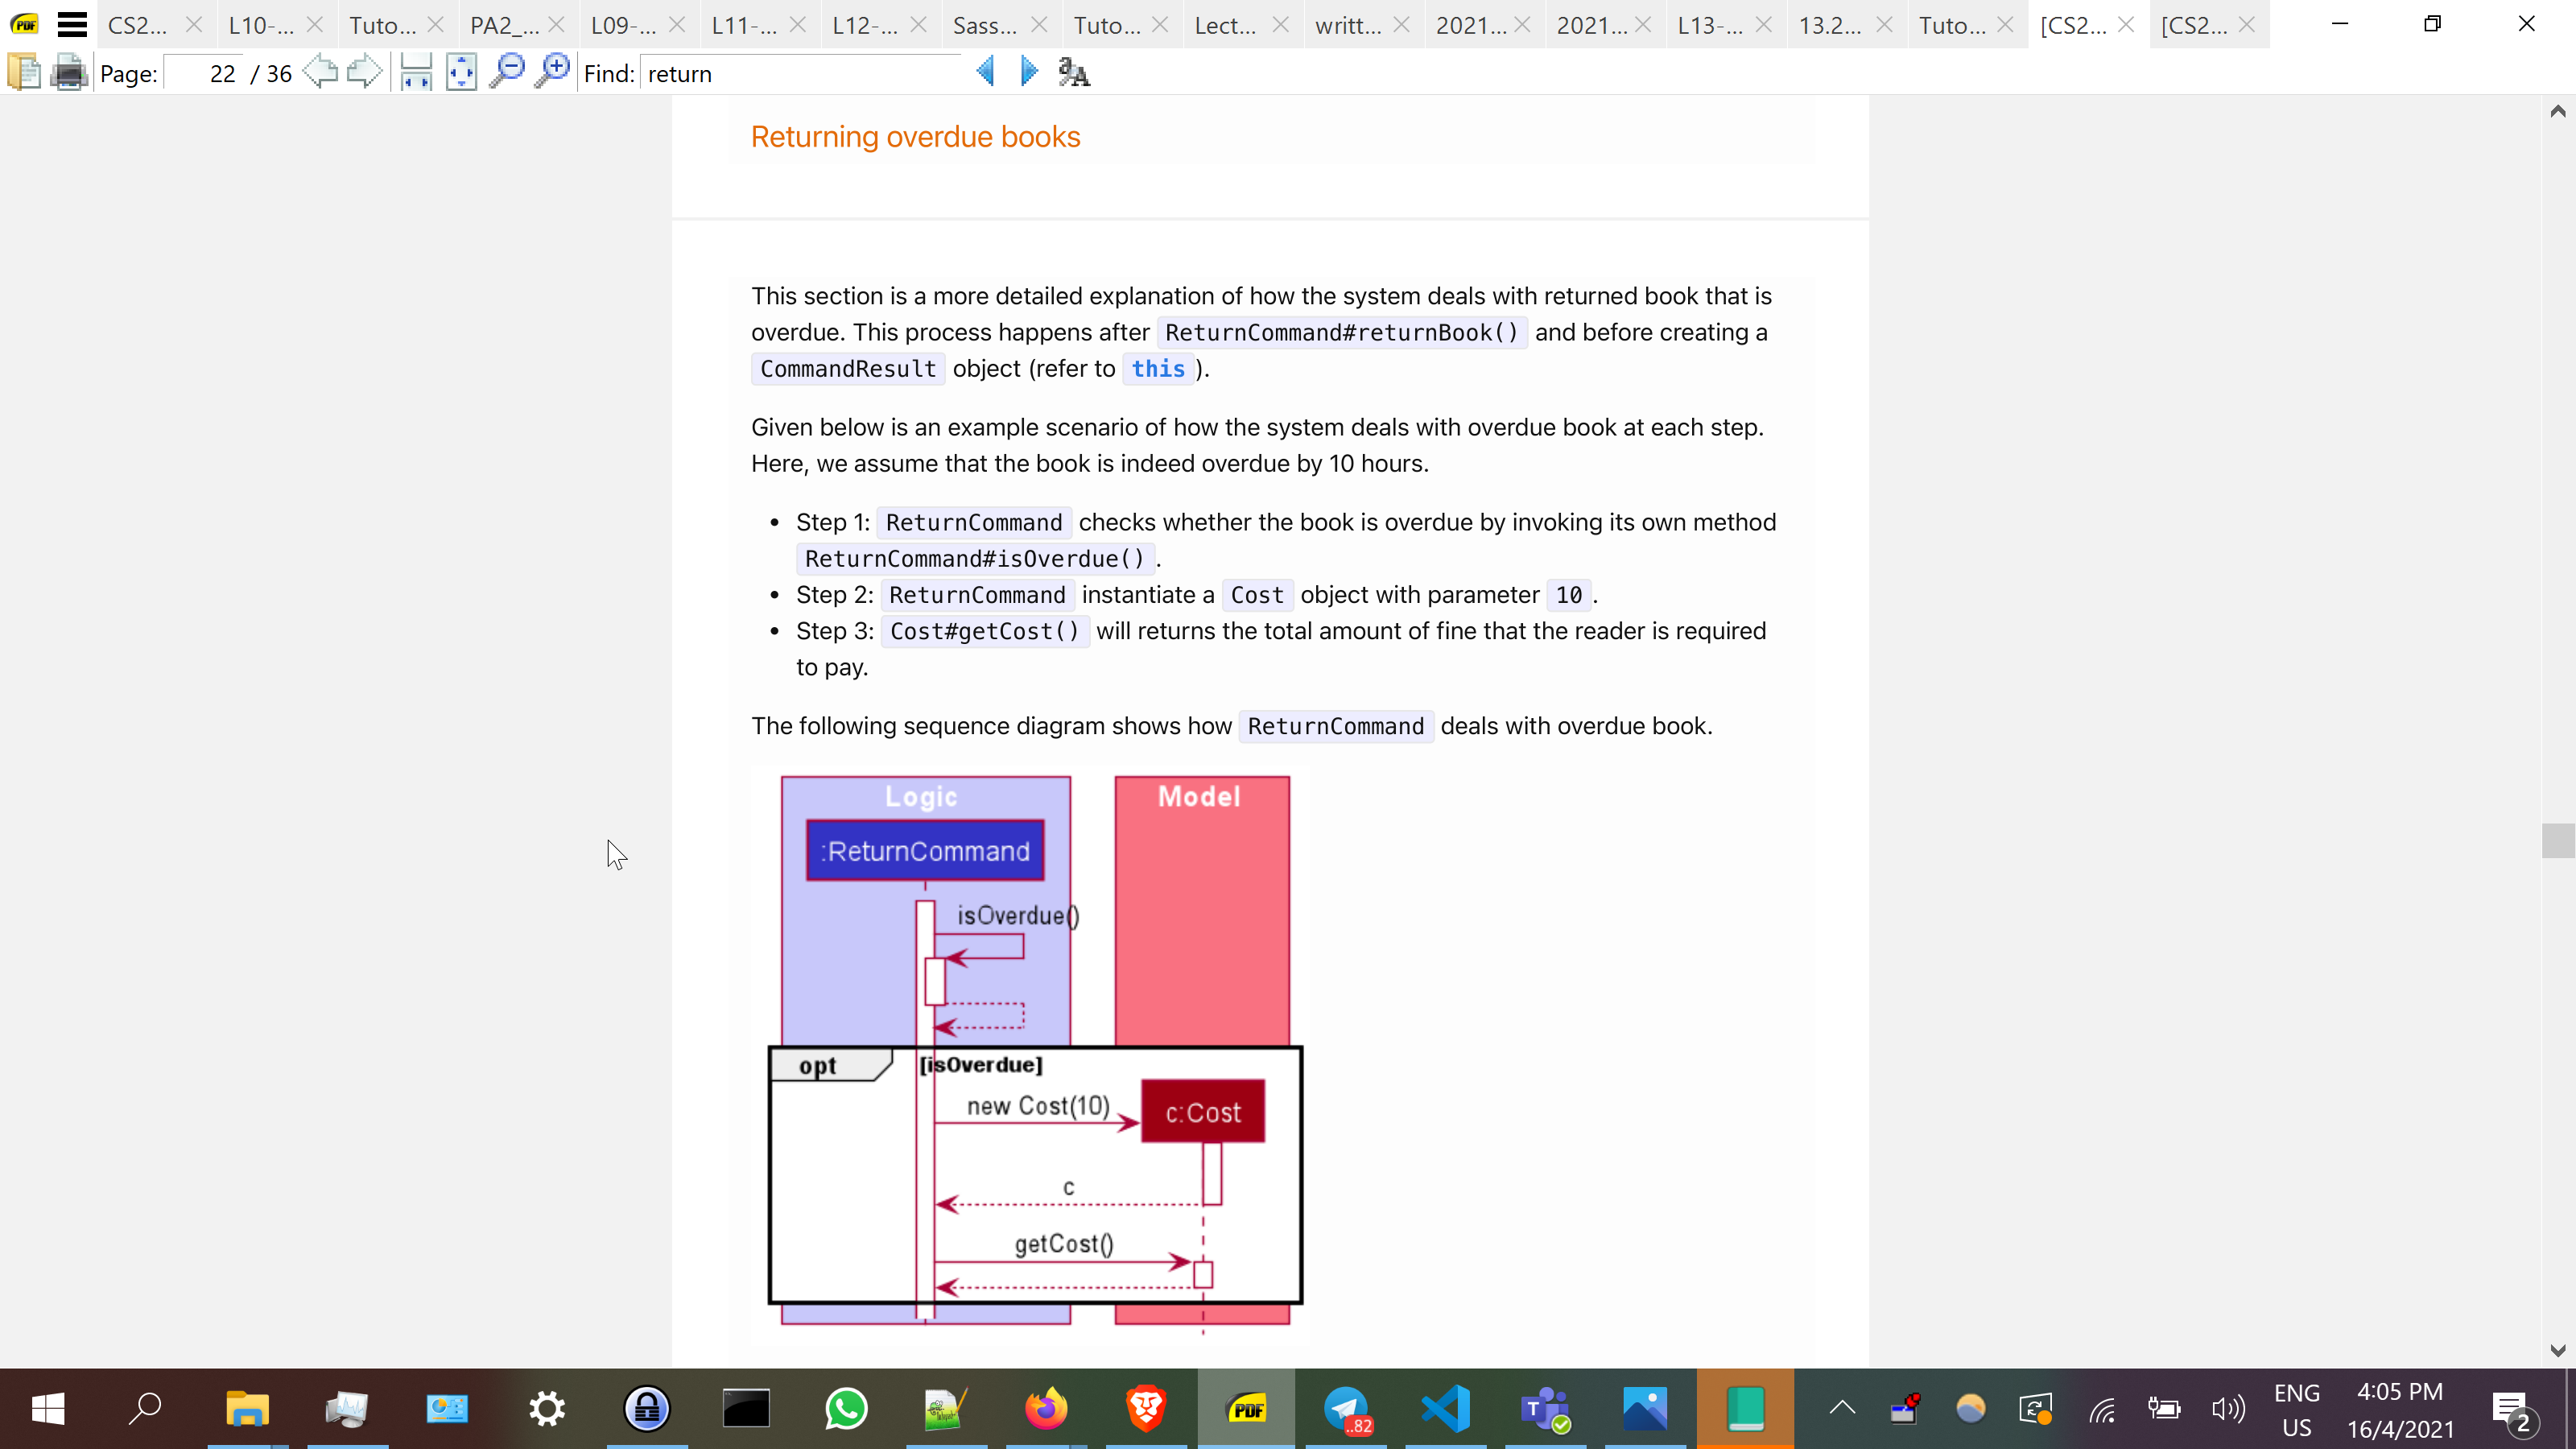 CS2... L10-... Tuto... PA2_... L09-... L11-... L12-... Sass... Tuto... Lect... writt... 2021... 2021... L13-... 13.2... Tuto... [CS2... [CS2...
Page: 22 / 36 Find: return
Returning overdue books
This section is a more detailed explanation of how the system deals with returned book that is
overdue. This process happens after ReturnCommand#returnBook() and before creating a
CommandResult object (refer to this ).
Given below is an example scenario of how the system deals with overdue book at each step.
Here, we assume that the book is indeed overdue by 10 hours.
• Step 1: ReturnCommand checks whether the book is overdue by invoking its own method
ReturnCommand#isOverdue() .
• Step 2: ReturnCommand instantiate a Cost object with parameter 10 .
• Step 3: Cost#getCost() will returns the total amount of fine that the reader is required
to pay.
The following sequence diagram shows how ReturnCommand deals with overdue book.
Logic Model
:ReturnCommand
isOverdue()
opt [isOverdue]
new Cost(10) c:Cost
c
getCost()
PDF
..82
T
ENG 4:05 PM
US 16/4/2021
2